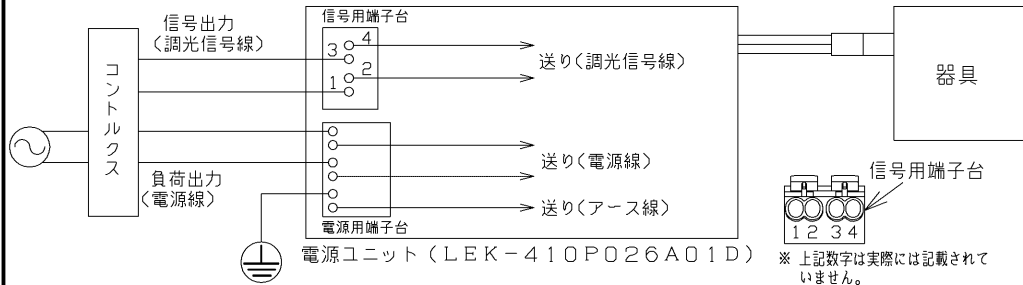 信号出力
(調光信号線)
コントルクス
負荷出力
(電源線)
信号用端子台
4
3
2
1
送り(調光信号線)
送り(電源線)
送り(アース線)
電源用端子台
電源ユニット(LEK-410P026A01D)
器具
信号用端子台
1 2 3 4
※ 上記数字は実際には記載されて
いません。